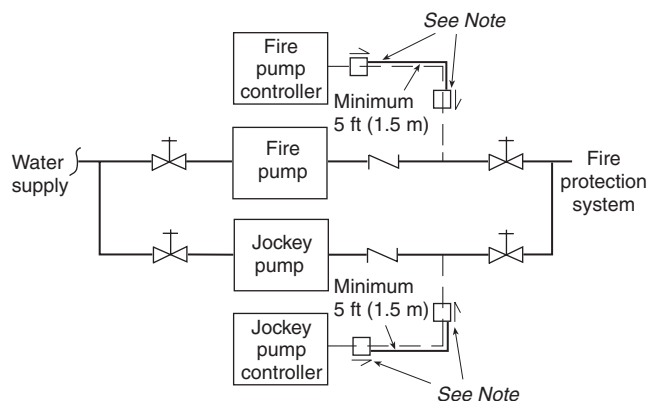 See Note
Fire
pump
controller
Minimum
5 ft (1.5 m)
Water
supply
Fire
pump
Fire
protection
system
Jockey
pump
Minimum
5 ft (1.5 m)
Jockey
pump
controller
See Note